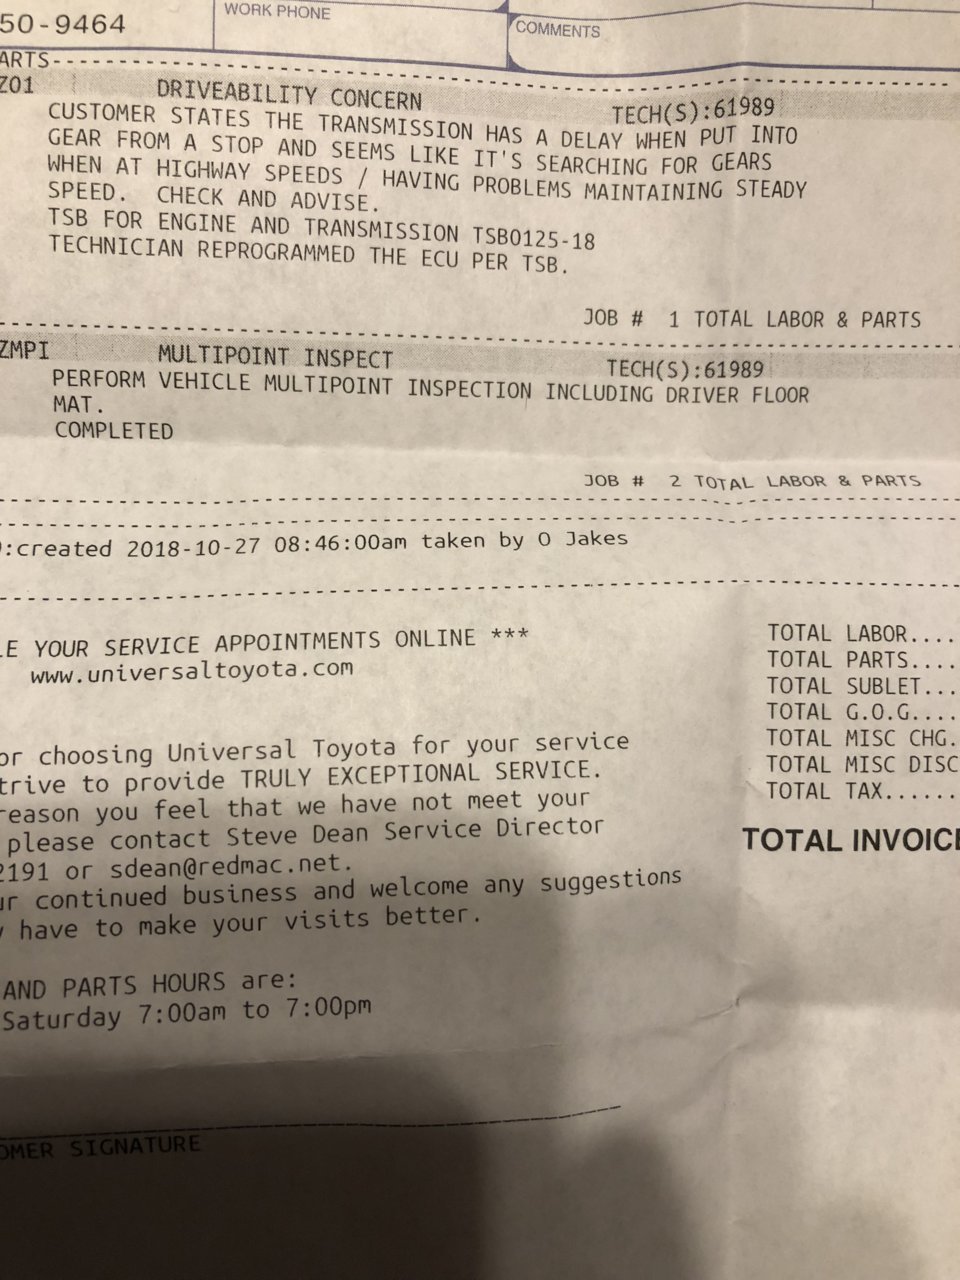 50-9464
WORK PHONE
COMMENTS
ARTS
Z01 DRIVEABILITY CONCERN TECH(S):61989
CUSTOMER STATES THE TRANSMISSION HAS A DELAY WHEN PUT INTO
GEAR FROM A STOP AND SEEMS LIKE IT'S SEARCHING FOR GEARS
WHEN AT HIGHWAY SPEEDS / HAVING PROBLEMS MAINTAINING STEADY
SPEED. CHECK AND ADVISE.
TSB FOR ENGINE AND TRANSMISSION TSB0125-18
TECHNICIAN REPROGRAMMED THE ECU PER TSB.
JOB # 1 TOTAL LABOR & PARTS
ZMPI MULTIPOINT INSPECT TECH(S):61989
PERFORM VEHICLE MULTIPOINT INSPECTION INCLUDING DRIVER FLOOR
MAT.
COMPLETED
JOB # 2 TOTAL LABOR & PARTS
:created 2018-10-27 08:46:00am taken by O Jakes
LE YOUR SERVICE APPOINTMENTS ONLINE ***
www.universaltoyota.com
TOTAL LABOR....
TOTAL PARTS....
TOTAL SUBLET...
TOTAL G.O.G....
TOTAL MISC CHG.
TOTAL MISC DISC
TOTAL TAX......
TOTAL INVOICE
or choosing Universal Toyota for your service
trive to provide TRULY EXCEPTIONAL SERVICE.
reason you feel that we have not meet your
please contact Steve Dean Service Director
2191 or sdean@redmac.net.
ur continued business and welcome any suggestions
y have to make your visits better.
AND PARTS HOURS are:
Saturday 7:00am to 7:00pm
OMER SIGNATURE